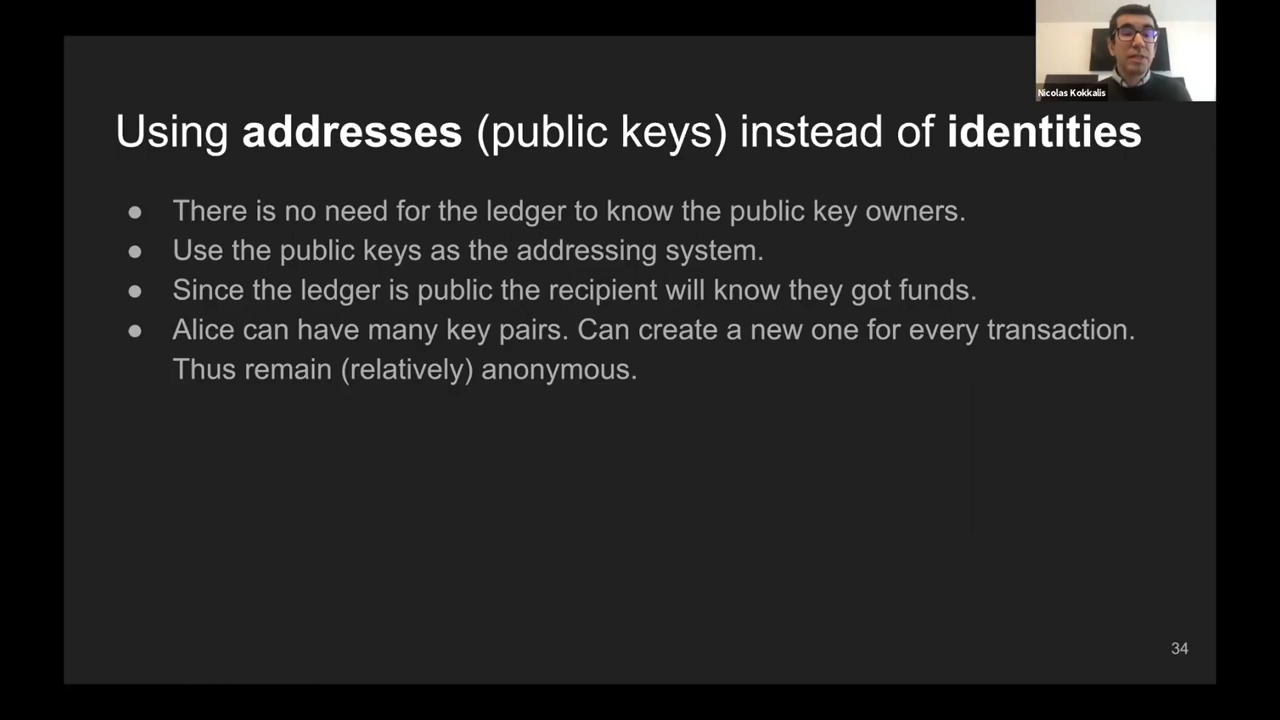 Nicolas Kokkalis
Using addresses (public keys) instead of identities
● There is no need for the ledger to know the public key owners.
● Use the public keys as the addressing system.
● Since the ledger is public the recipient will know they got funds.
● Alice can have many key pairs. Can create a new one for every transaction.
Thus remain (relatively) anonymous.
34